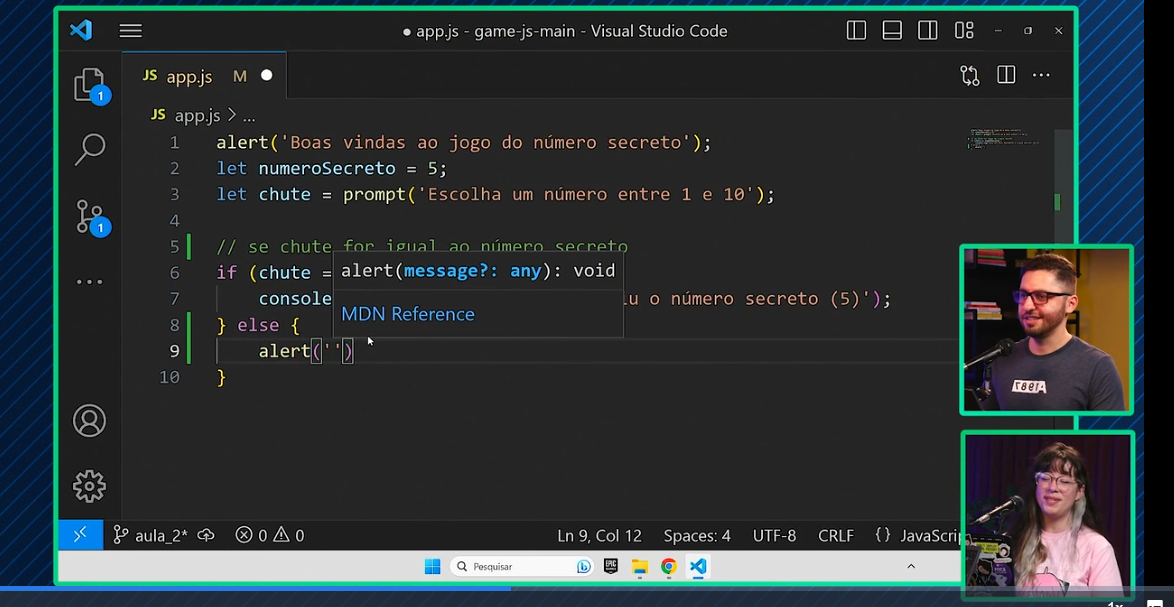 ● app.js - game-js-main - Visual Studio Code
JS app.js M ●
JS app.js > ...
1 alert('Boas vindas ao jogo do número secreto');
2 let numeroSecreto = 5;
3 let chute = prompt('Escolha um número entre 1 e 10');
4
5 // se chute for igual ao número secreto
6 if (chute =
alert(message?: any): void
7 console
u o número secreto (5)');
MDN Reference
8 } else {
9 alert('')
10 }
1
1
aula_2* 0 0 Ln 9, Col 12 Spaces: 4 UTF-8 CRLF {} JavaScrip
Pesquisar
EPIC
1x